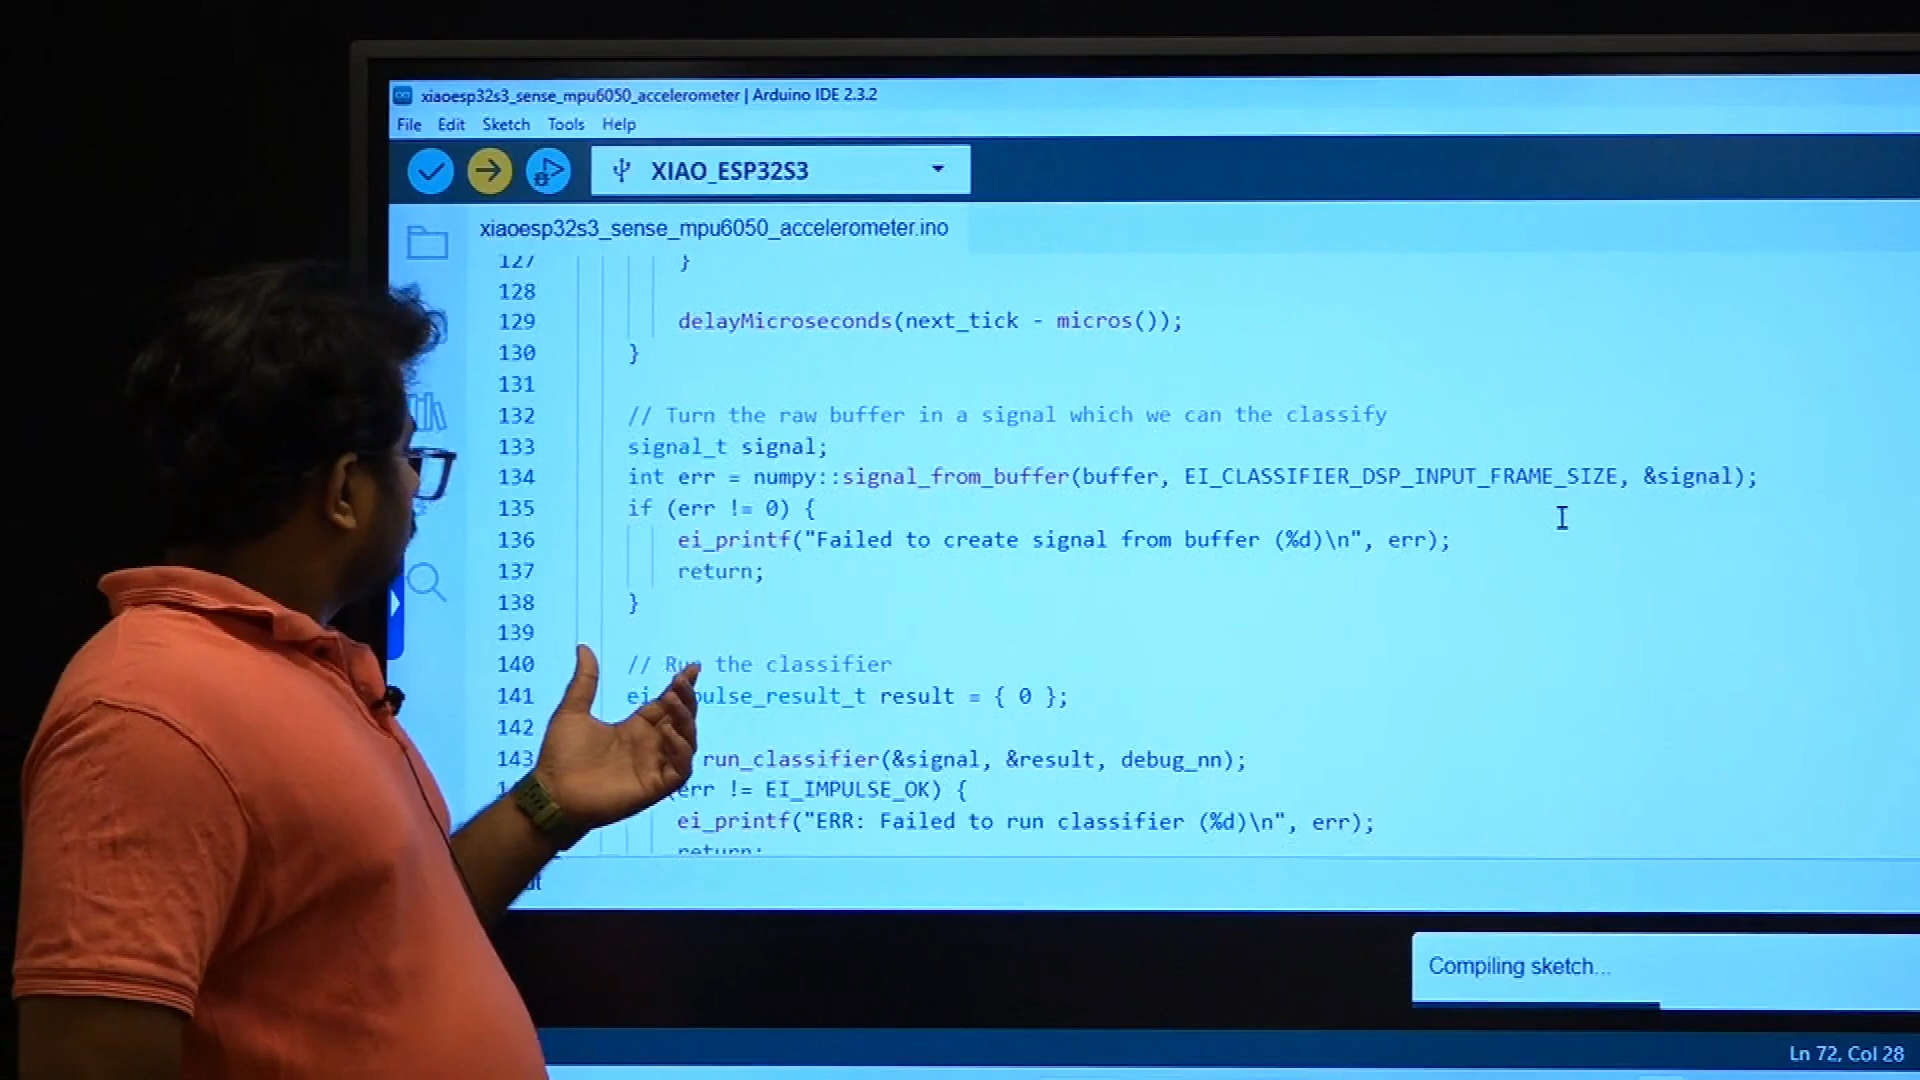 xiaoesp32s3_sense_mpu6050_accelerometer | Arduino IDE 2.3.2
File Edit Sketch Tools Help
XIAO_ESP32S3
xiaoesp32s3_sense_mpu6050_accelerometer.ino
127 }
128
129 delayMicroseconds(next_tick - micros());
130 }
131
132 // Turn the raw buffer in a signal which we can the classify
133 signal_t signal;
134 int err = numpy::signal_from_buffer(buffer, EI_CLASSIFIER_DSP_INPUT_FRAME_SIZE, &signal);
135 if (err != 0) {
136 ei_printf("Failed to create signal from buffer (%d)\n", err);
137 return;
138 }
139
140 // Run the classifier
141 result = { 0 };
142
143 run_classifier(&signal, &result, debug_nn);
err != EI_IMPULSE_OK) {
ei_printf("ERR: Failed to run classifier (%d)\n", err);
return;
Compiling sketch...
Ln 72, Col 28